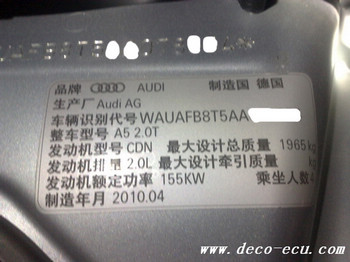 品牌 AUDI 制造国 德国
生产厂 Audi AG
车辆识别代号 WAUAFB8T5AA
整车型号 A5 2.0T
发动机型号 CDN 最大设计总质量 1965kg
发动机排量 2.0L 最大设计牵引质量 kg
发动机额定功率 155KW 乘坐人数4
制造年月 2010.04
www.deco-ecu.com